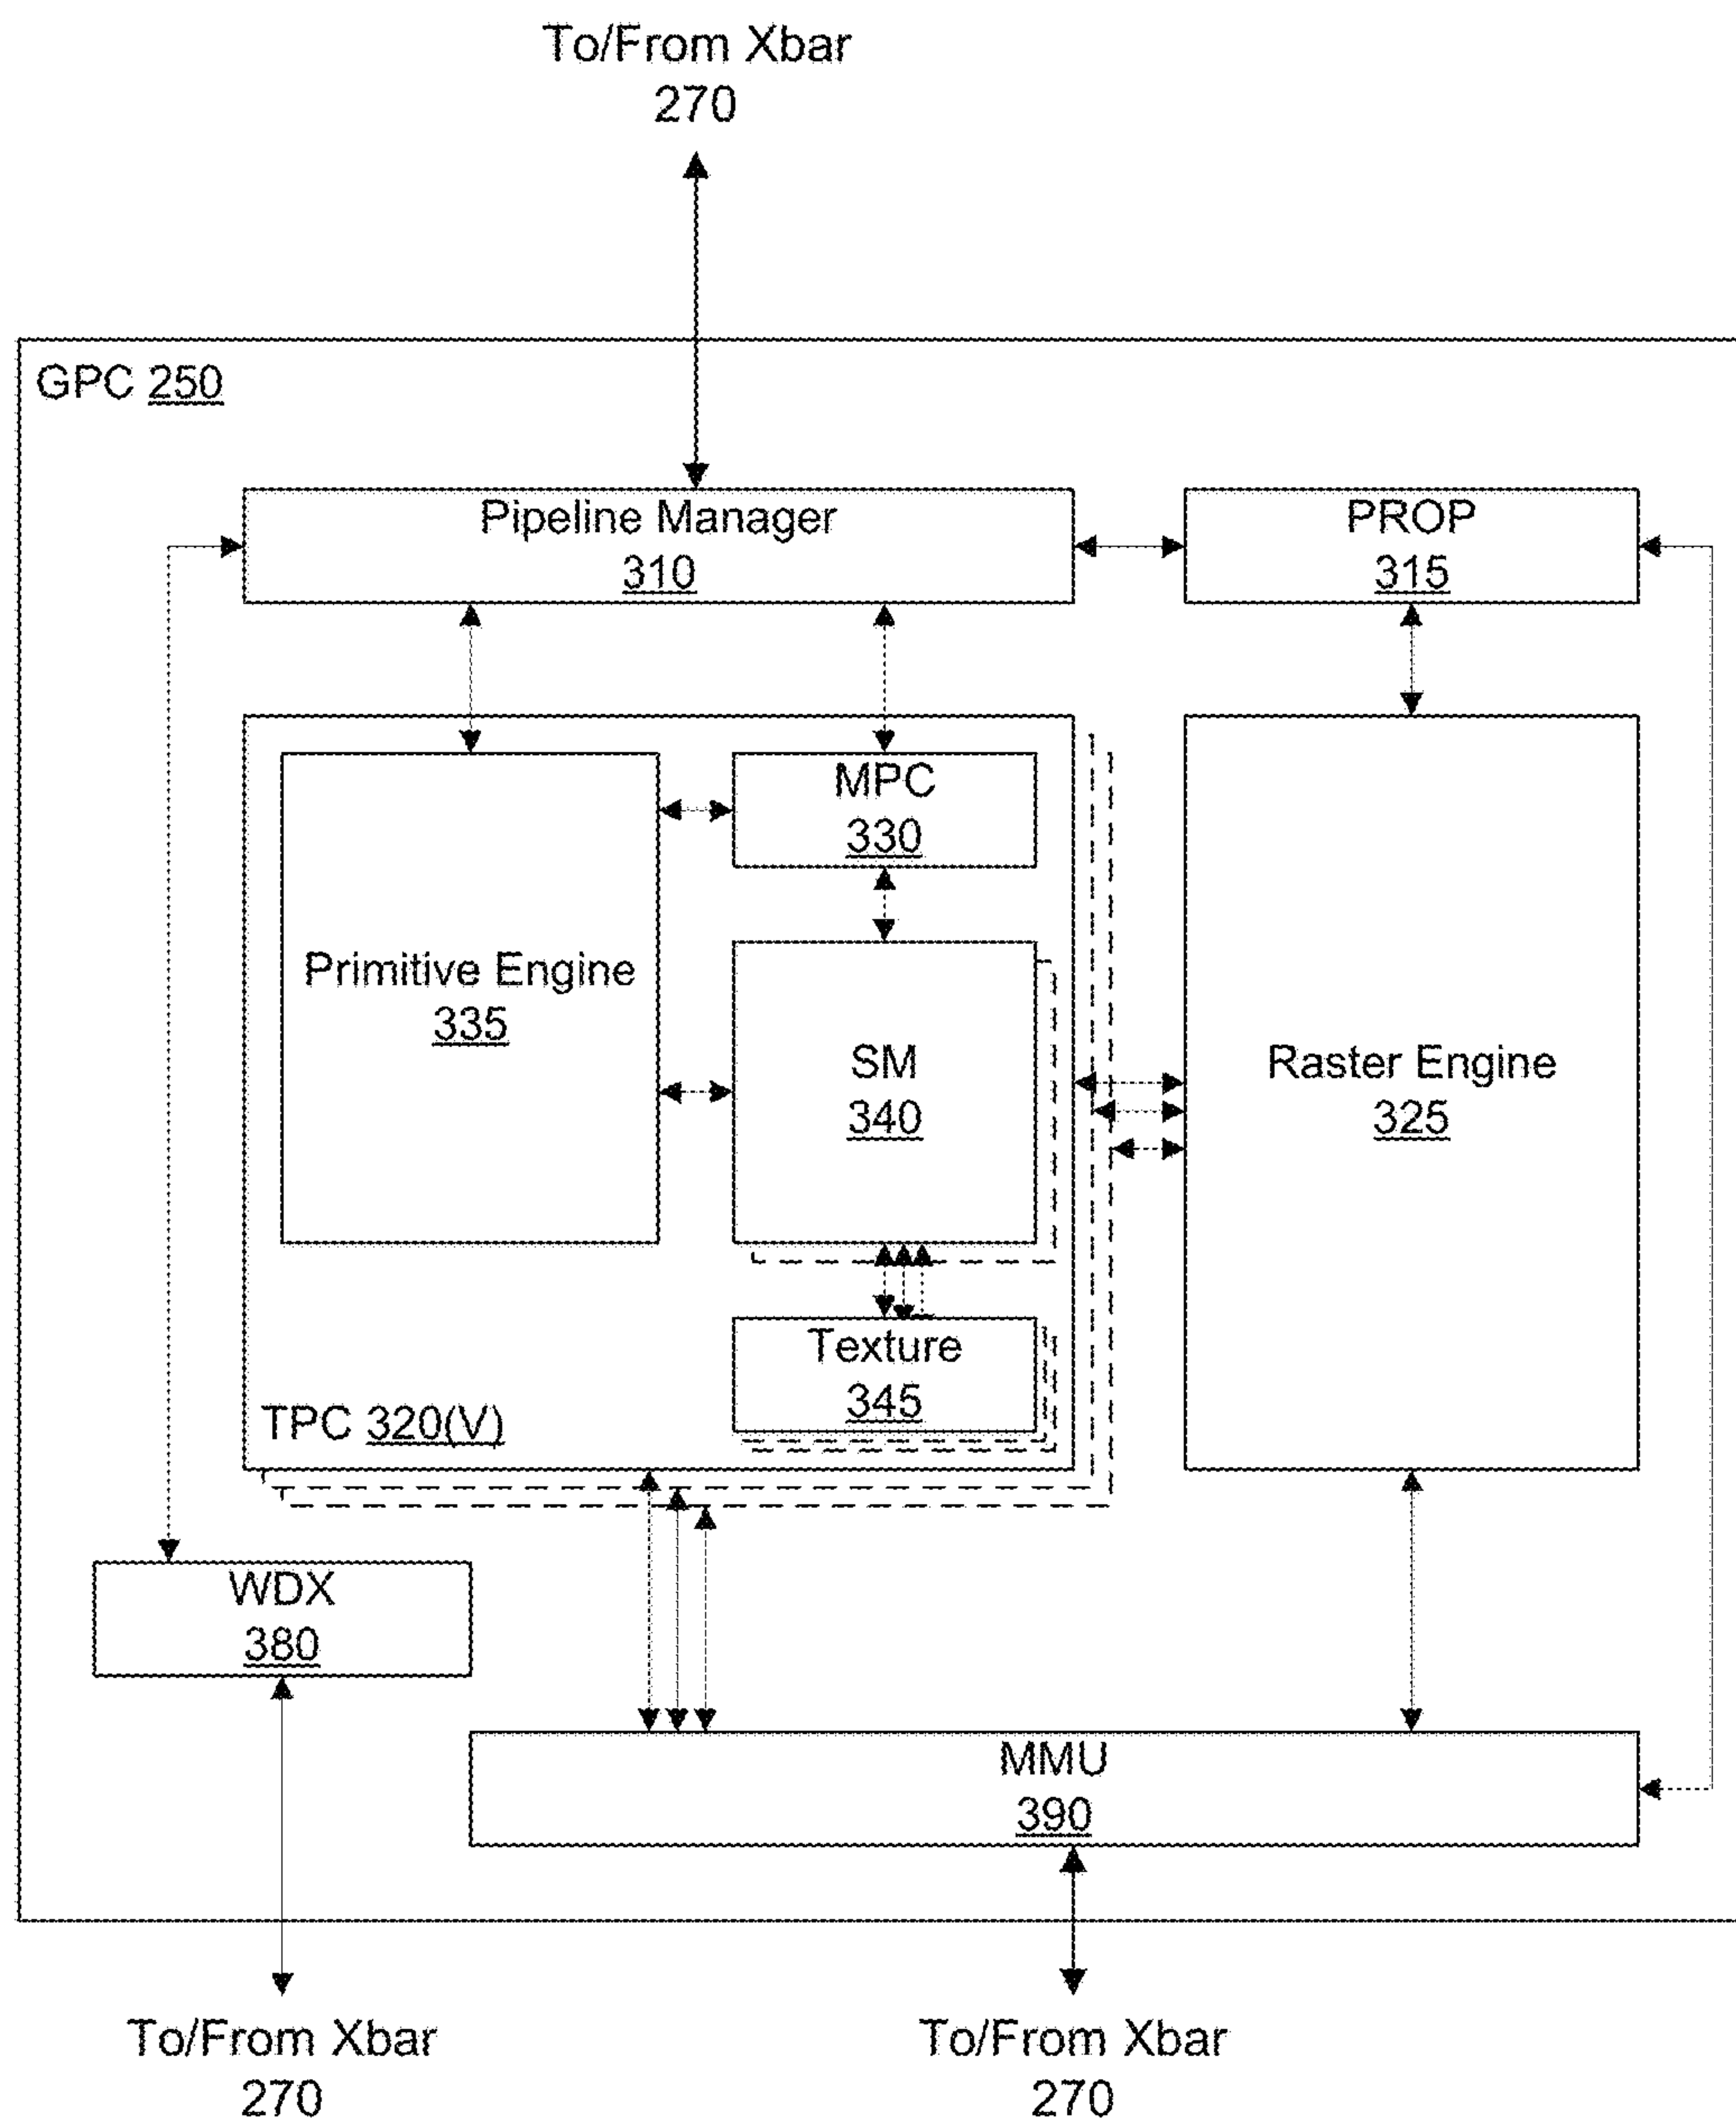 To/From Xbar
270
GPC 250
Pipeline Manager
310
PROP
315
MPC
330
Primitive Engine
335
SM
340
Raster Engine
325
Texture
345
TPC 320(V)
WDX
380
MMU
390
To/From Xbar
270
To/From Xbar
270